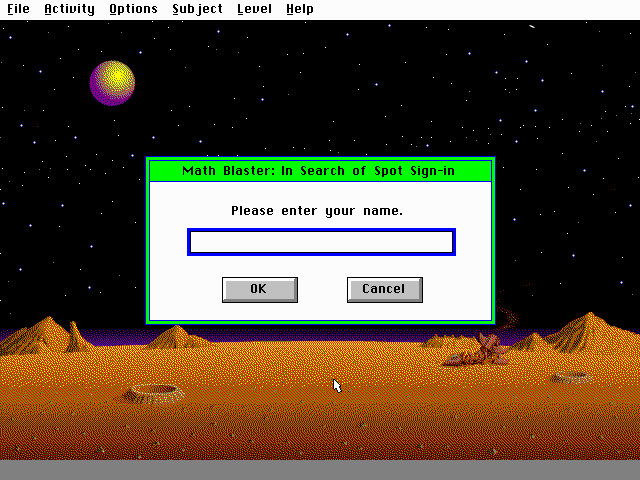 File Activity Options Subject Level Help
Math Blaster: In Search of Spot Sign-in
Please enter your name.
OK Cancel